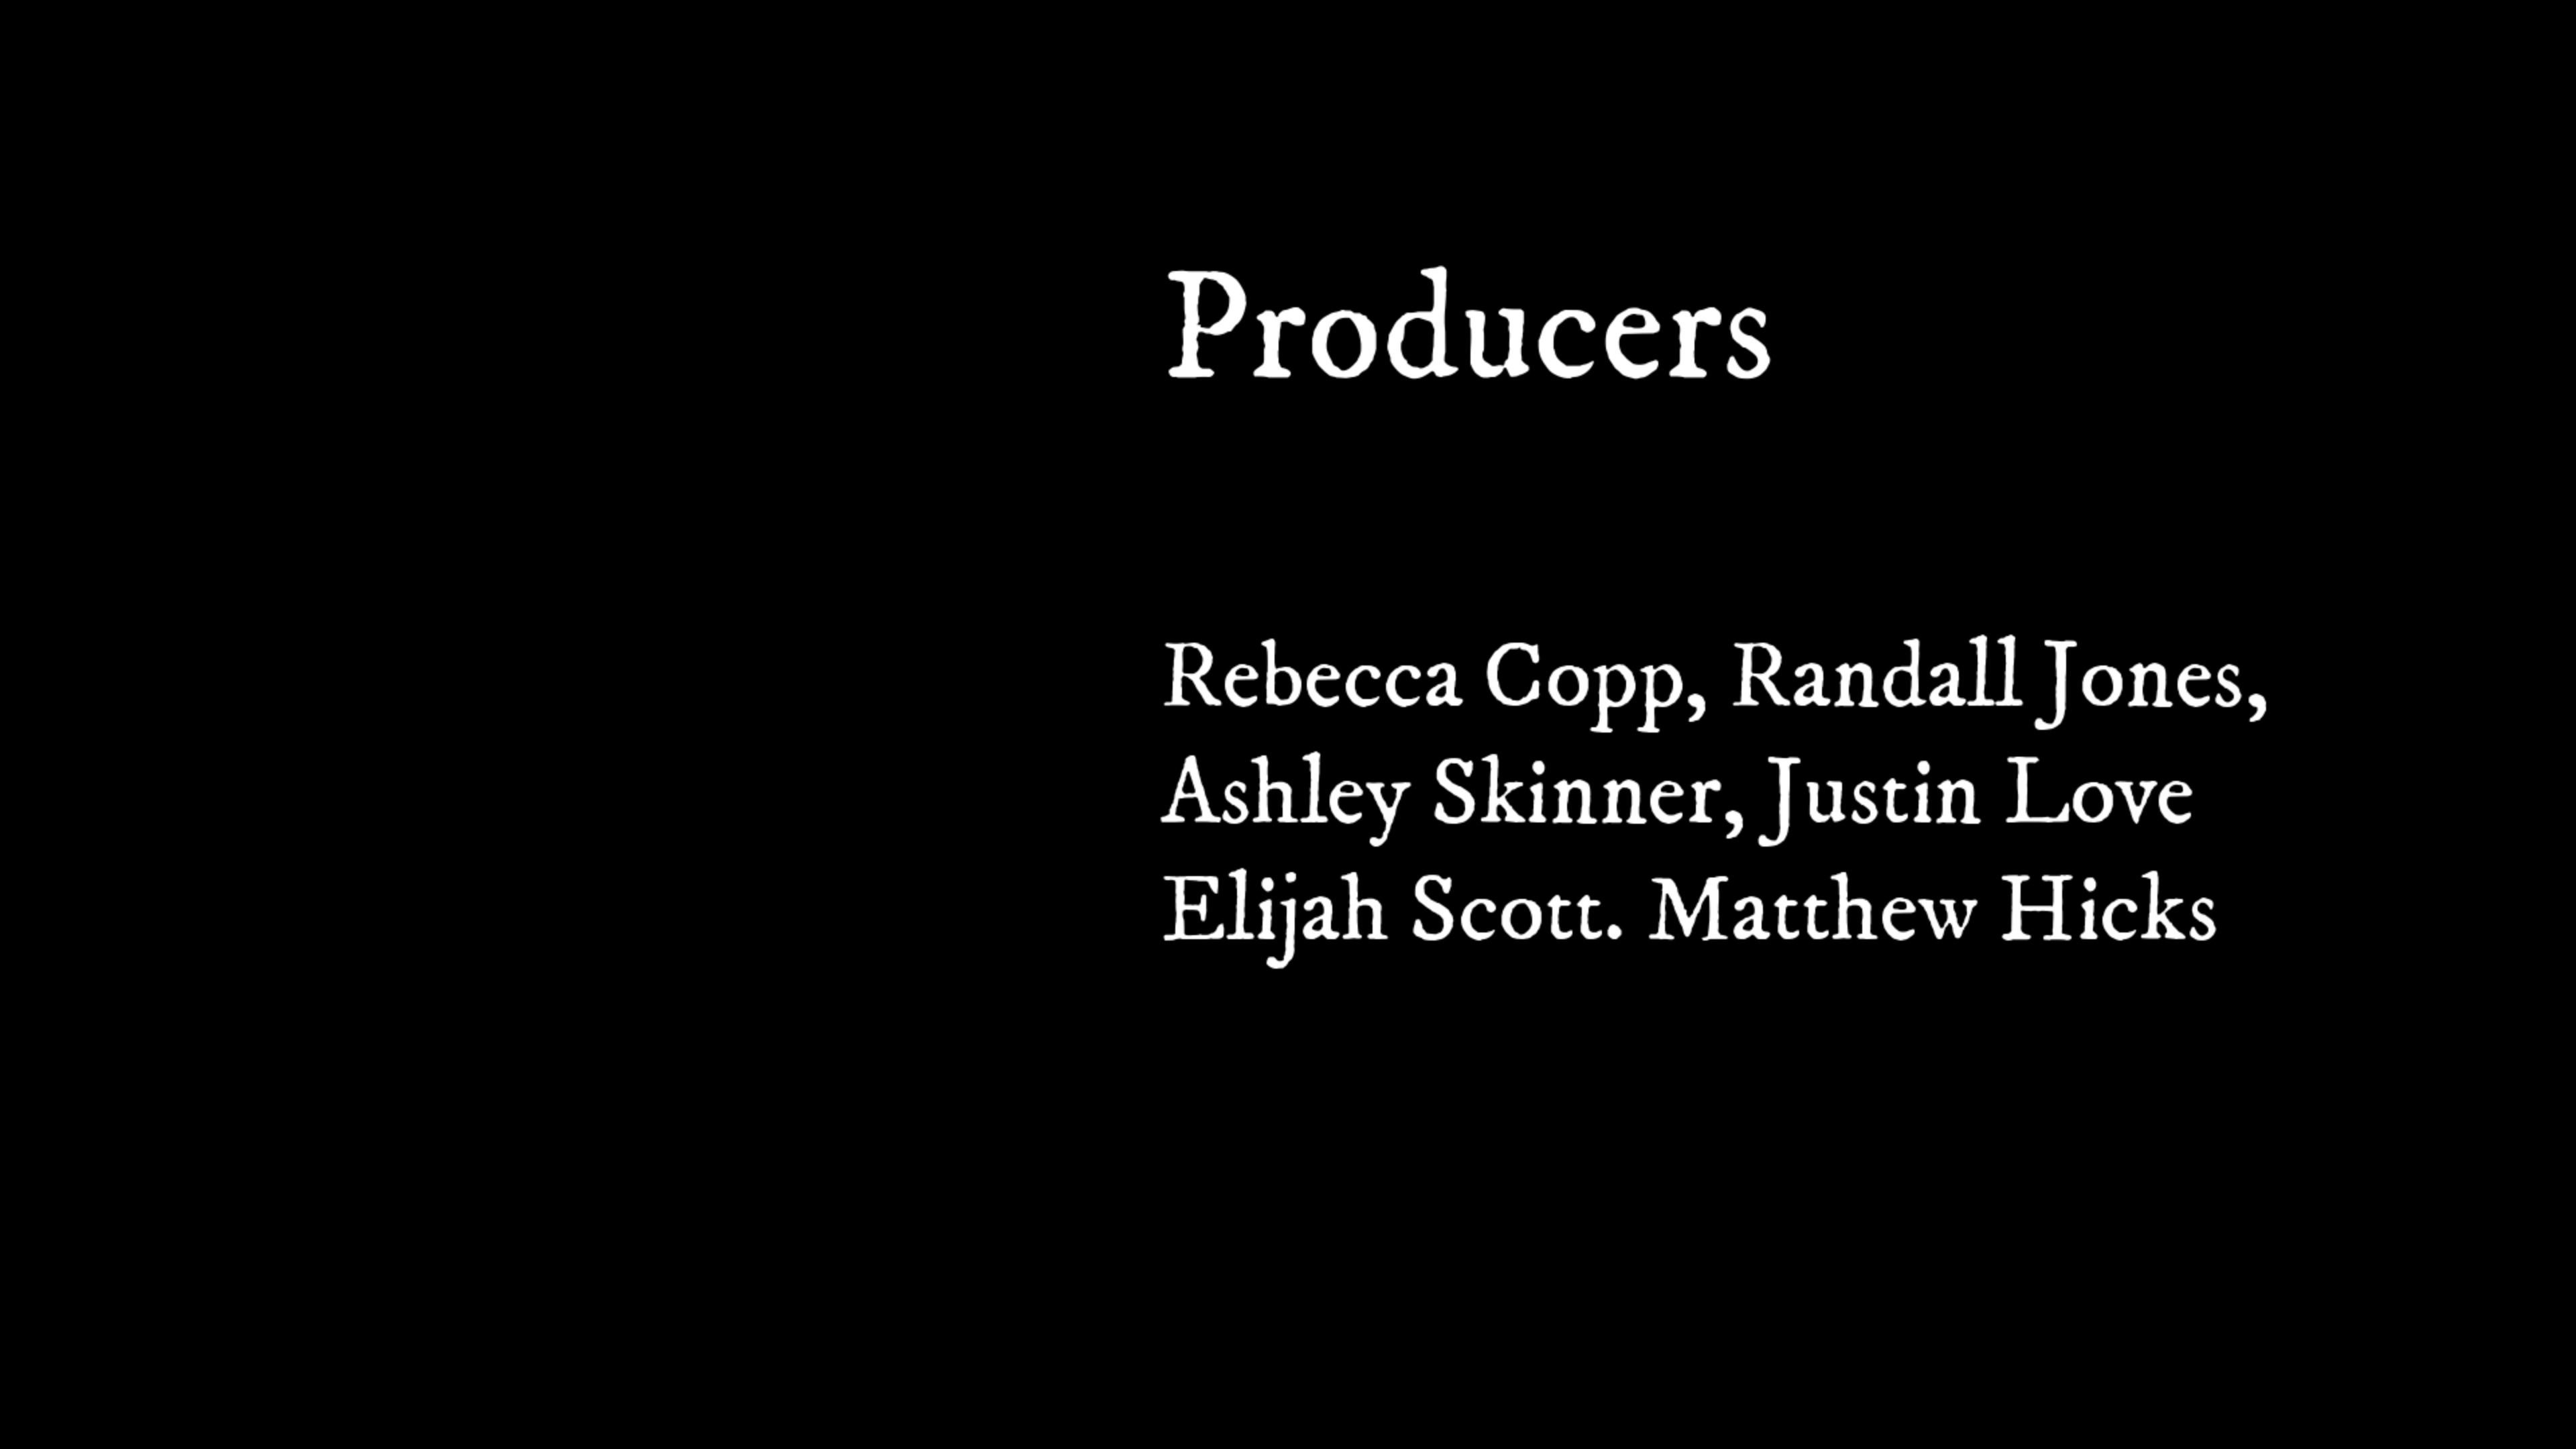 Producers
Rebecca Copp, Randall Jones,
Ashley Skinner, Justin Love
Elijah Scott. Matthew Hicks